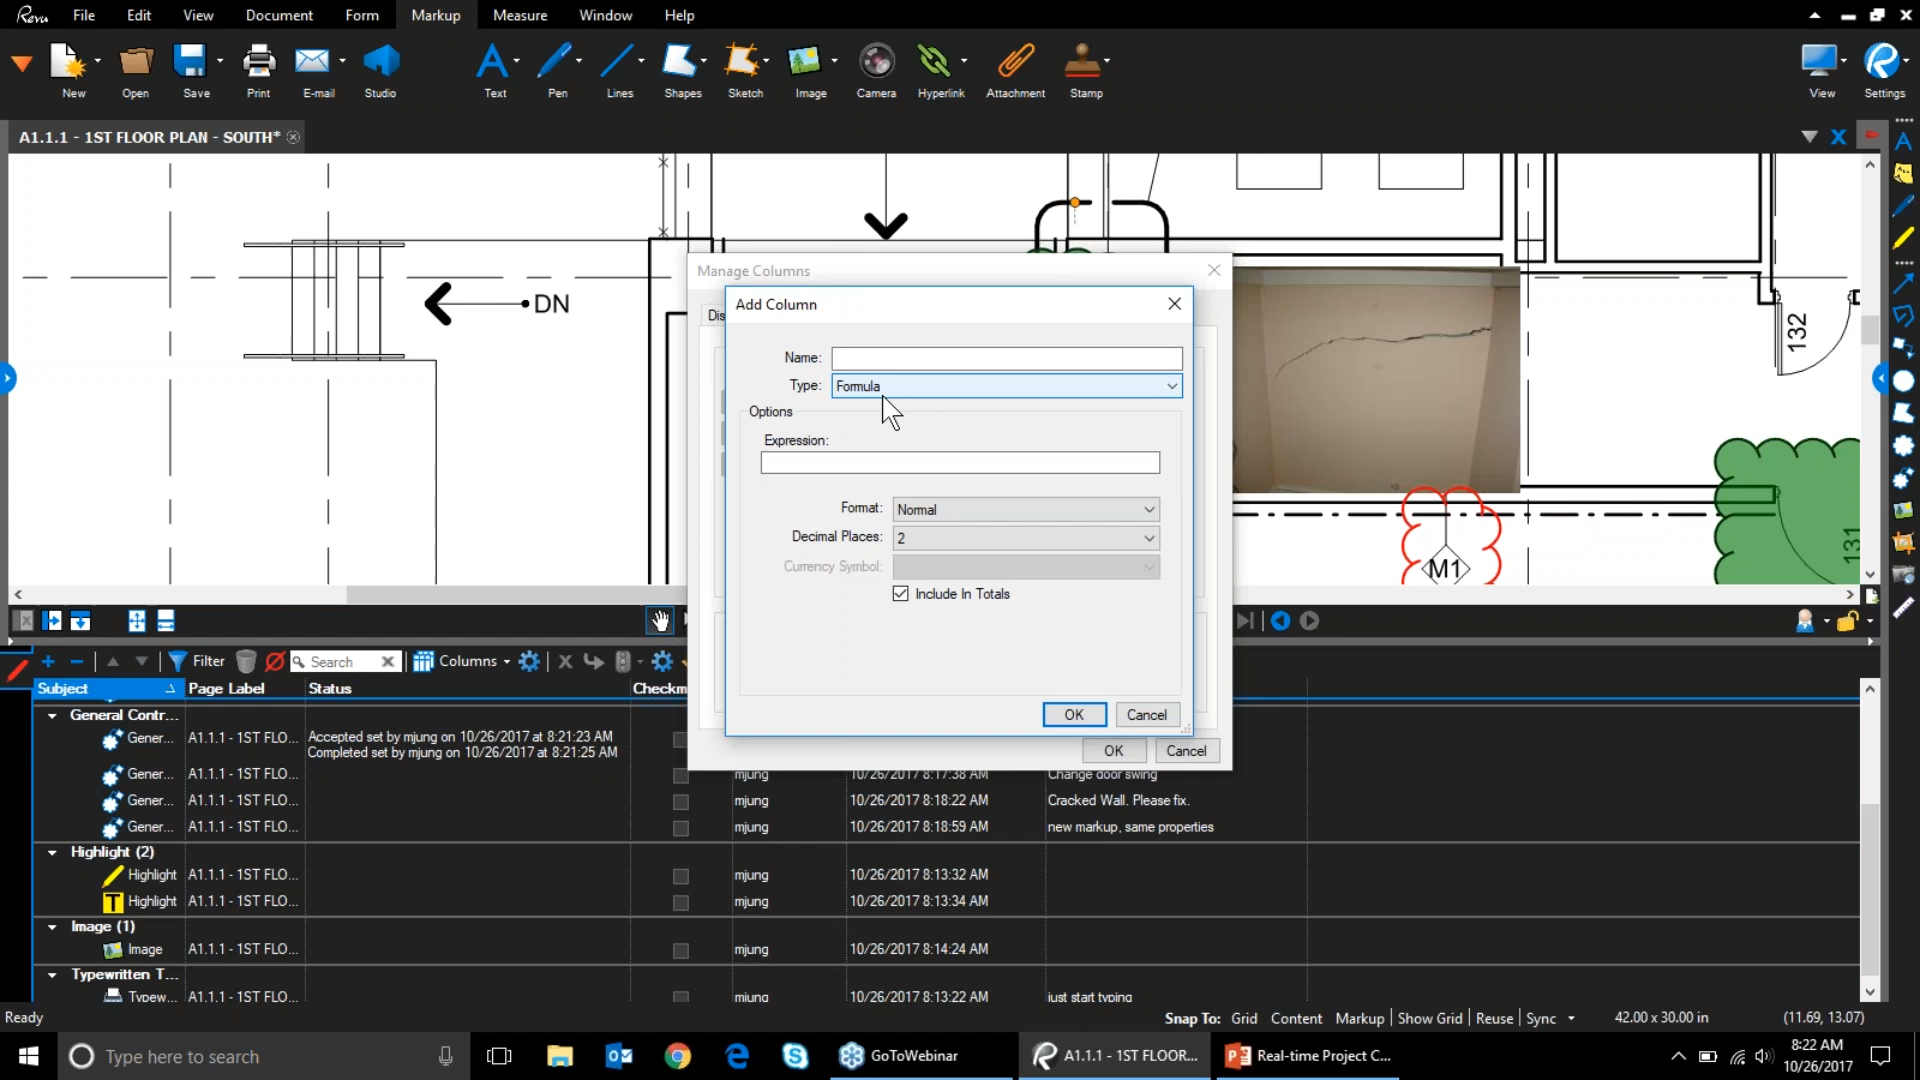 Revu File Edit View Document Form Markup Measure Window Help
New Open Save Print E-mail Studio Text Pen Lines Shapes Sketch Image Camera Hyperlink Attachment Stamp View Settings
A1.1.1 - 1ST FLOOR PLAN - SOUTH*
DN
132
131
M1
Manage Columns
Dis
Add Column
Name:
Type: Formula
Options
Expression:
Format: Normal
Decimal Places: 2
Currency Symbol:
Include In Totals
OK Cancel
OK Cancel
Filter Search Columns
Subject Page Label Status Checkm
General Contr...
Gener... A1.1.1 - 1ST FLO... Accepted set by mjung on 10/26/2017 at 8:21:23 AM
Completed set by mjung on 10/26/2017 at 8:21:25 AM
Gener... A1.1.1 - 1ST FLO... mjung 10/26/2017 8:17:38 AM Change door swing
Gener... A1.1.1 - 1ST FLO... mjung 10/26/2017 8:18:22 AM Cracked Wall. Please fix.
Gener... A1.1.1 - 1ST FLO... mjung 10/26/2017 8:18:59 AM new markup, same properties
Highlight (2)
Highlight A1.1.1 - 1ST FLO... mjung 10/26/2017 8:13:32 AM
T Highlight A1.1.1 - 1ST FLO... mjung 10/26/2017 8:13:34 AM
Image (1)
Image A1.1.1 - 1ST FLO... mjung 10/26/2017 8:14:24 AM
Typewritten T...
Typew... A1.1.1 - 1ST FLO... mjung 10/26/2017 8:13:22 AM just start typing
Ready Snap To: Grid Content Markup Show Grid Reuse Sync 42.00 x 30.00 in (11.69, 13.07)
Type here to search GoToWebinar A1.1.1 - 1ST FLOOR... Real-time Project C... 8:22 AM
10/26/2017